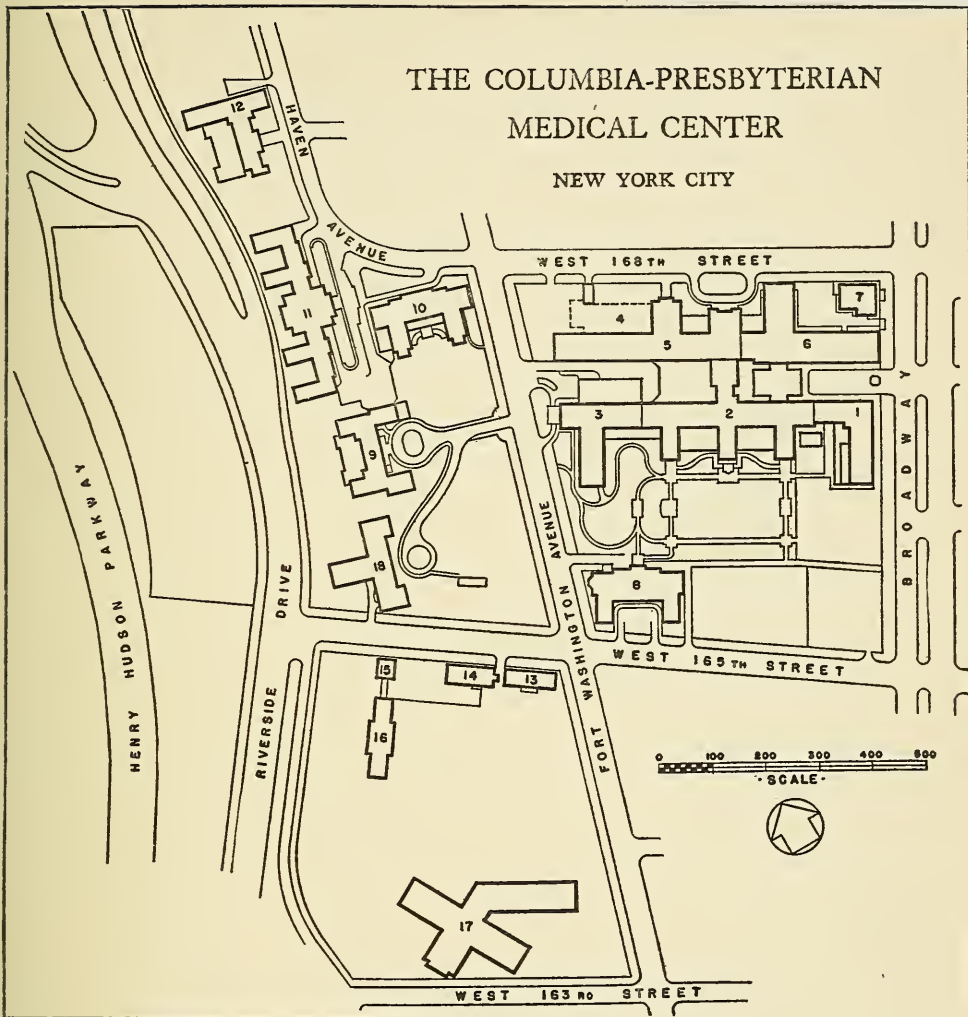 THE COLUMBIA-PRESBYTERIAN
MEDICAL CENTER
NEW YORK CITY
HAVEN
AVENUE
WEST 168TH STREET
12
11
10
4
5
6
7
3
2
1
9
18
8
BROADWAY
HENRY HUDSON PARKWAY
RIVERSIDE DRIVE
FORT WASHINGTON AVENUE
WEST 165TH STREET
15
14
13
16
0 100 200 300 400 500
- SCALE -
17
WEST 163RD STREET